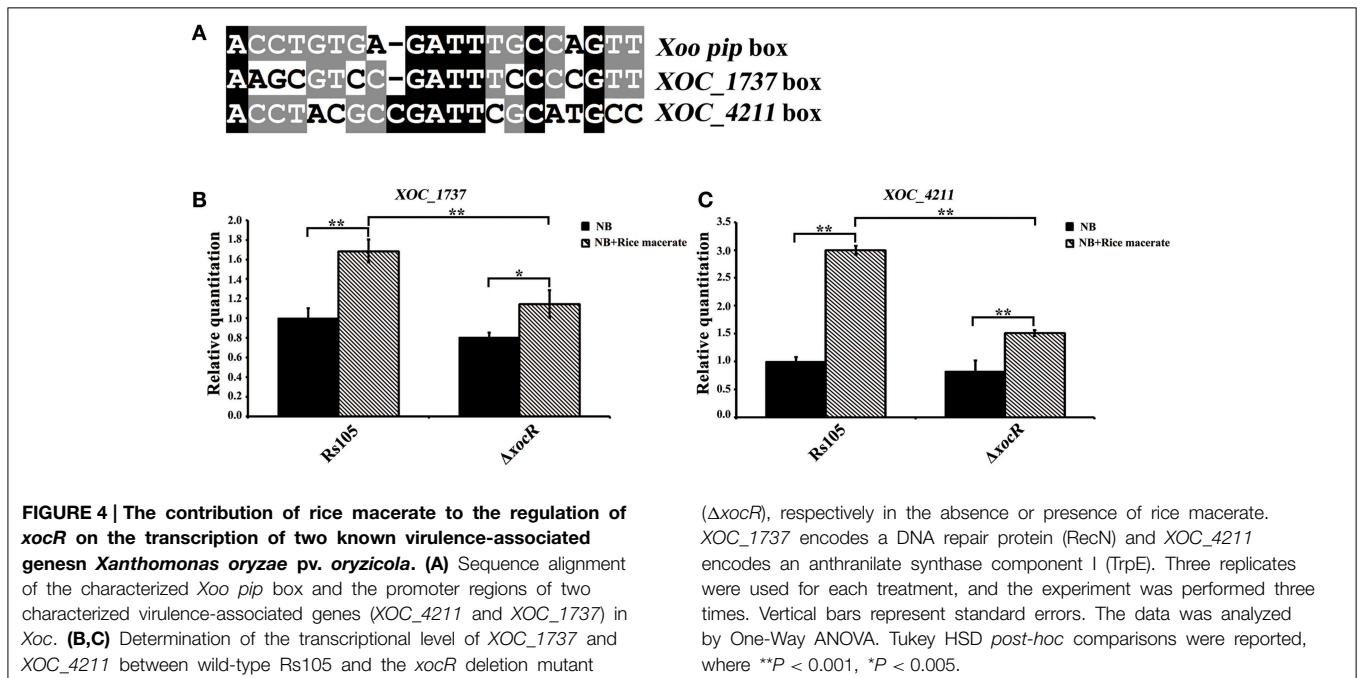 A
ACCTGTGA-GATTTGCCAGTT Xoo pip box
AAGCGTCC-GATTTCCCCGTT XOC_1737 box
ACCTACGCCGATTCGCATGCC XOC_4211 box
B
XOC_1737
Relative quantitation
2.0
1.8
1.6
1.4
1.2
1.0
0.8
0.6
0.4
0.2
0.0
**
**
*
NB
NB+Rice macerate
Rs105
ΔxocR
C
XOC_4211
Relative quantitation
3.5
3.0
2.5
2.0
1.5
1.0
0.5
0.0
**
**
**
NB
NB+Rice macerate
Rs105
ΔxocR
FIGURE 4 | The contribution of rice macerate to the regulation of
xocR on the transcription of two known virulence-associated
genesn Xanthomonas oryzae pv. oryzicola. (A) Sequence alignment
of the characterized Xoo pip box and the promoter regions of two
characterized virulence-associated genes (XOC_4211 and XOC_1737) in
Xoc. (B,C) Determination of the transcriptional level of XOC_1737 and
XOC_4211 between wild-type Rs105 and the xocR deletion mutant
(ΔxocR), respectively in the absence or presence of rice macerate.
XOC_1737 encodes a DNA repair protein (RecN) and XOC_4211
encodes an anthranilate synthase component I (TrpE). Three replicates
were used for each treatment, and the experiment was performed three
times. Vertical bars represent standard errors. The data was analyzed
by One-Way ANOVA. Tukey HSD post-hoc comparisons were reported,
where **P < 0.001, *P < 0.005.